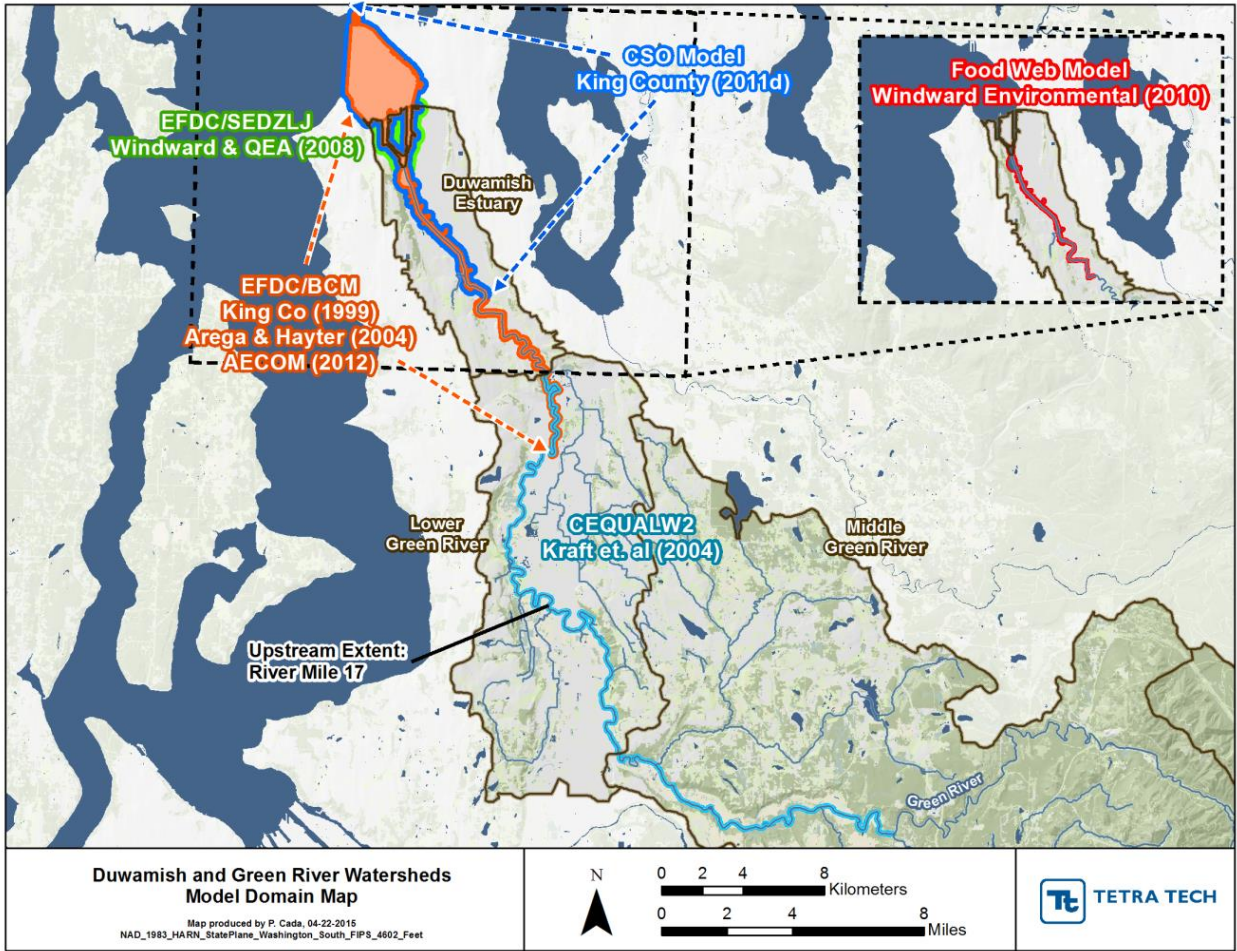 CSO Model
King County (2011d)
Food Web Model
Windward Environmental (2010)
EFDC/SEDZLJ
Windward & QEA (2008)
Duwamish
Estuary
EFDC/BCM
King Co (1999)
Arega & Hayter (2004)
AECOM (2012)
Lower
Green River
CEQUALW2
Kraft et. al (2004)
Middle
Green River
Upstream Extent:
River Mile 17
Green River
Duwamish and Green River Watersheds
Model Domain Map
Map produced by P. Cada, 04-22-2015
NAD_1983_HARN_StatePlane_Washington_South_FIPS_4602_Feet
N
0 2 4 8
Kilometers
0 2 4 8
Miles
Tt TETRA TECH